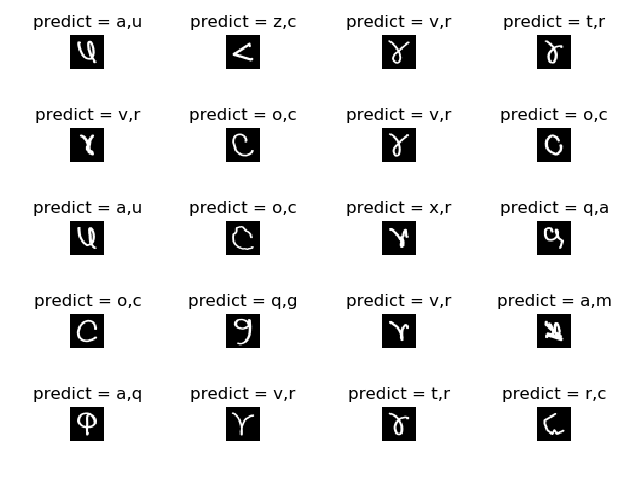 predict = a,u predict = z,c predict = v,r predict = t,r
predict = v,r predict = o,c predict = v,r predict = o,c
predict = a,u predict = o,c predict = x,r predict = q,a
predict = o,c predict = q,g predict = v,r predict = a,m
predict = a,q predict = v,r predict = t,r predict = r,c